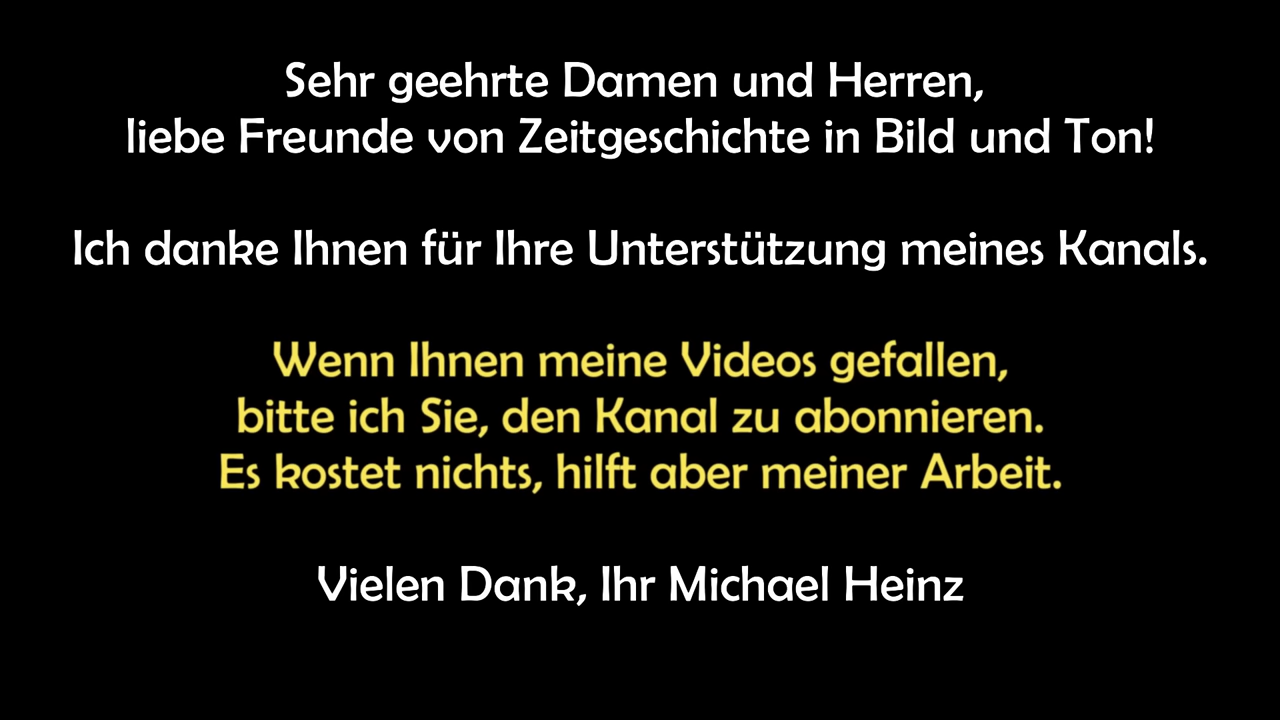 Sehr geehrte Damen und Herren,
liebe Freunde von Zeitgeschichte in Bild und Ton!
Ich danke Ihnen für Ihre Unterstützung meines Kanals.
Wenn Ihnen meine Videos gefallen,
bitte ich Sie, den Kanal zu abonnieren.
Es kostet nichts, hilft aber meiner Arbeit.
Vielen Dank, Ihr Michael Heinz